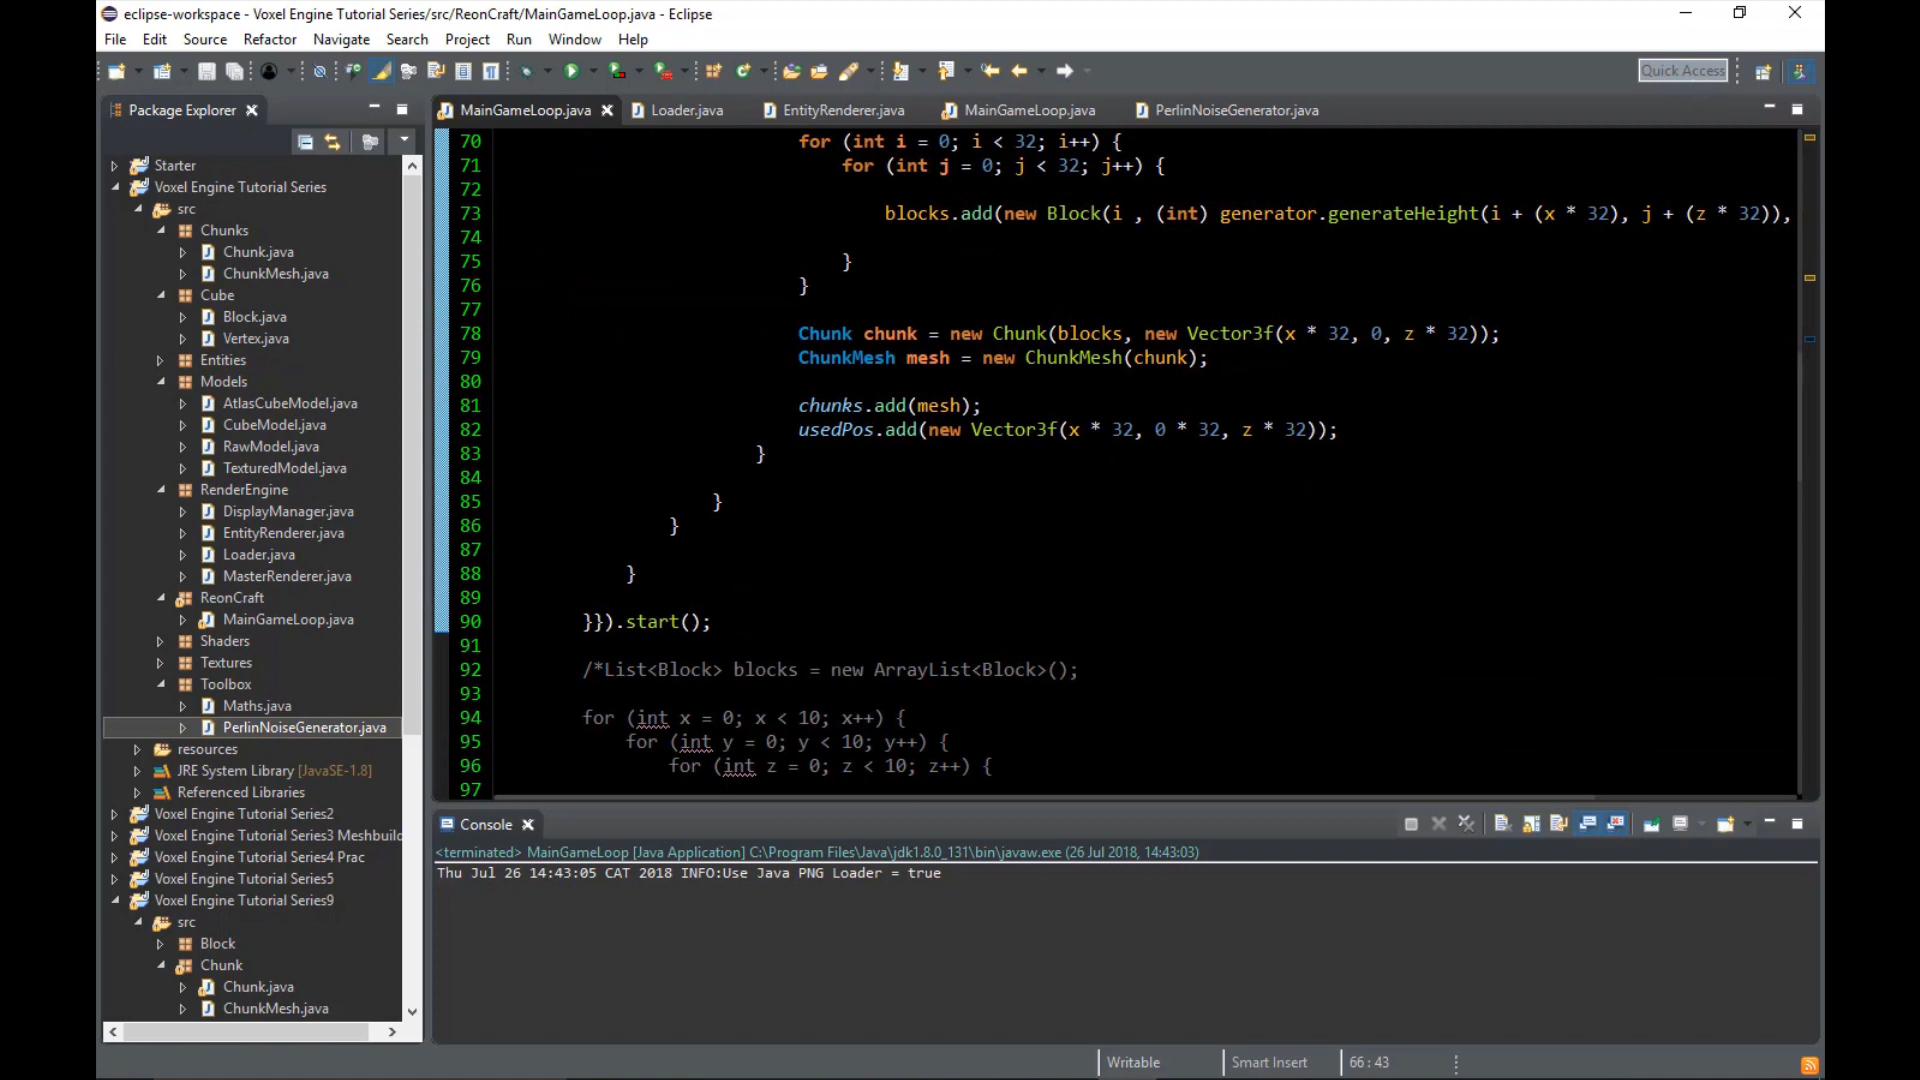 eclipse-workspace - Voxel Engine Tutorial Series/src/ReonCraft/MainGameLoop.java - Eclipse
File Edit Source Refactor Navigate Search Project Run Window Help
Quick Access
Package Explorer
Starter
Voxel Engine Tutorial Series
src
Chunks
Chunk.java
ChunkMesh.java
Cube
Block.java
Vertex.java
Entities
Models
AtlasCubeModel.java
CubeModel.java
RawModel.java
TexturedModel.java
RenderEngine
DisplayManager.java
EntityRenderer.java
Loader.java
MasterRenderer.java
ReonCraft
MainGameLoop.java
Shaders
Textures
Toolbox
Maths.java
PerlinNoiseGenerator.java
resources
JRE System Library [JavaSE-1.8]
Referenced Libraries
Voxel Engine Tutorial Series2
Voxel Engine Tutorial Series3 Meshbuilc
Voxel Engine Tutorial Series4 Prac
Voxel Engine Tutorial Series5
Voxel Engine Tutorial Series9
src
Block
Chunk
Chunk.java
ChunkMesh.java
MainGameLoop.java Loader.java EntityRenderer.java MainGameLoop.java PerlinNoiseGenerator.java
70 for (int i = 0; i < 32; i++) {
71 for (int j = 0; j < 32; j++) {
72
73 blocks.add(new Block(i , (int) generator.generateHeight(i + (x * 32), j + (z * 32)),
74
75 }
76 }
77
78 Chunk chunk = new Chunk(blocks, new Vector3f(x * 32, 0, z * 32));
79 ChunkMesh mesh = new ChunkMesh(chunk);
80
81 chunks.add(mesh);
82 usedPos.add(new Vector3f(x * 32, 0 * 32, z * 32));
83 }
84
85 }
86 }
87
88 }
89
90 }}).start();
91
92 /*List<Block> blocks = new ArrayList<Block>();
93
94 for (int x = 0; x < 10; x++) {
95 for (int y = 0; y < 10; y++) {
96 for (int z = 0; z < 10; z++) {
97
Console
<terminated> MainGameLoop [Java Application] C:\Program Files\Java\jdk1.8.0_131\bin\javaw.exe (26 Jul 2018, 14:43:03)
Thu Jul 26 14:43:05 CAT 2018 INFO:Use Java PNG Loader = true
Writable Smart Insert 66 : 43